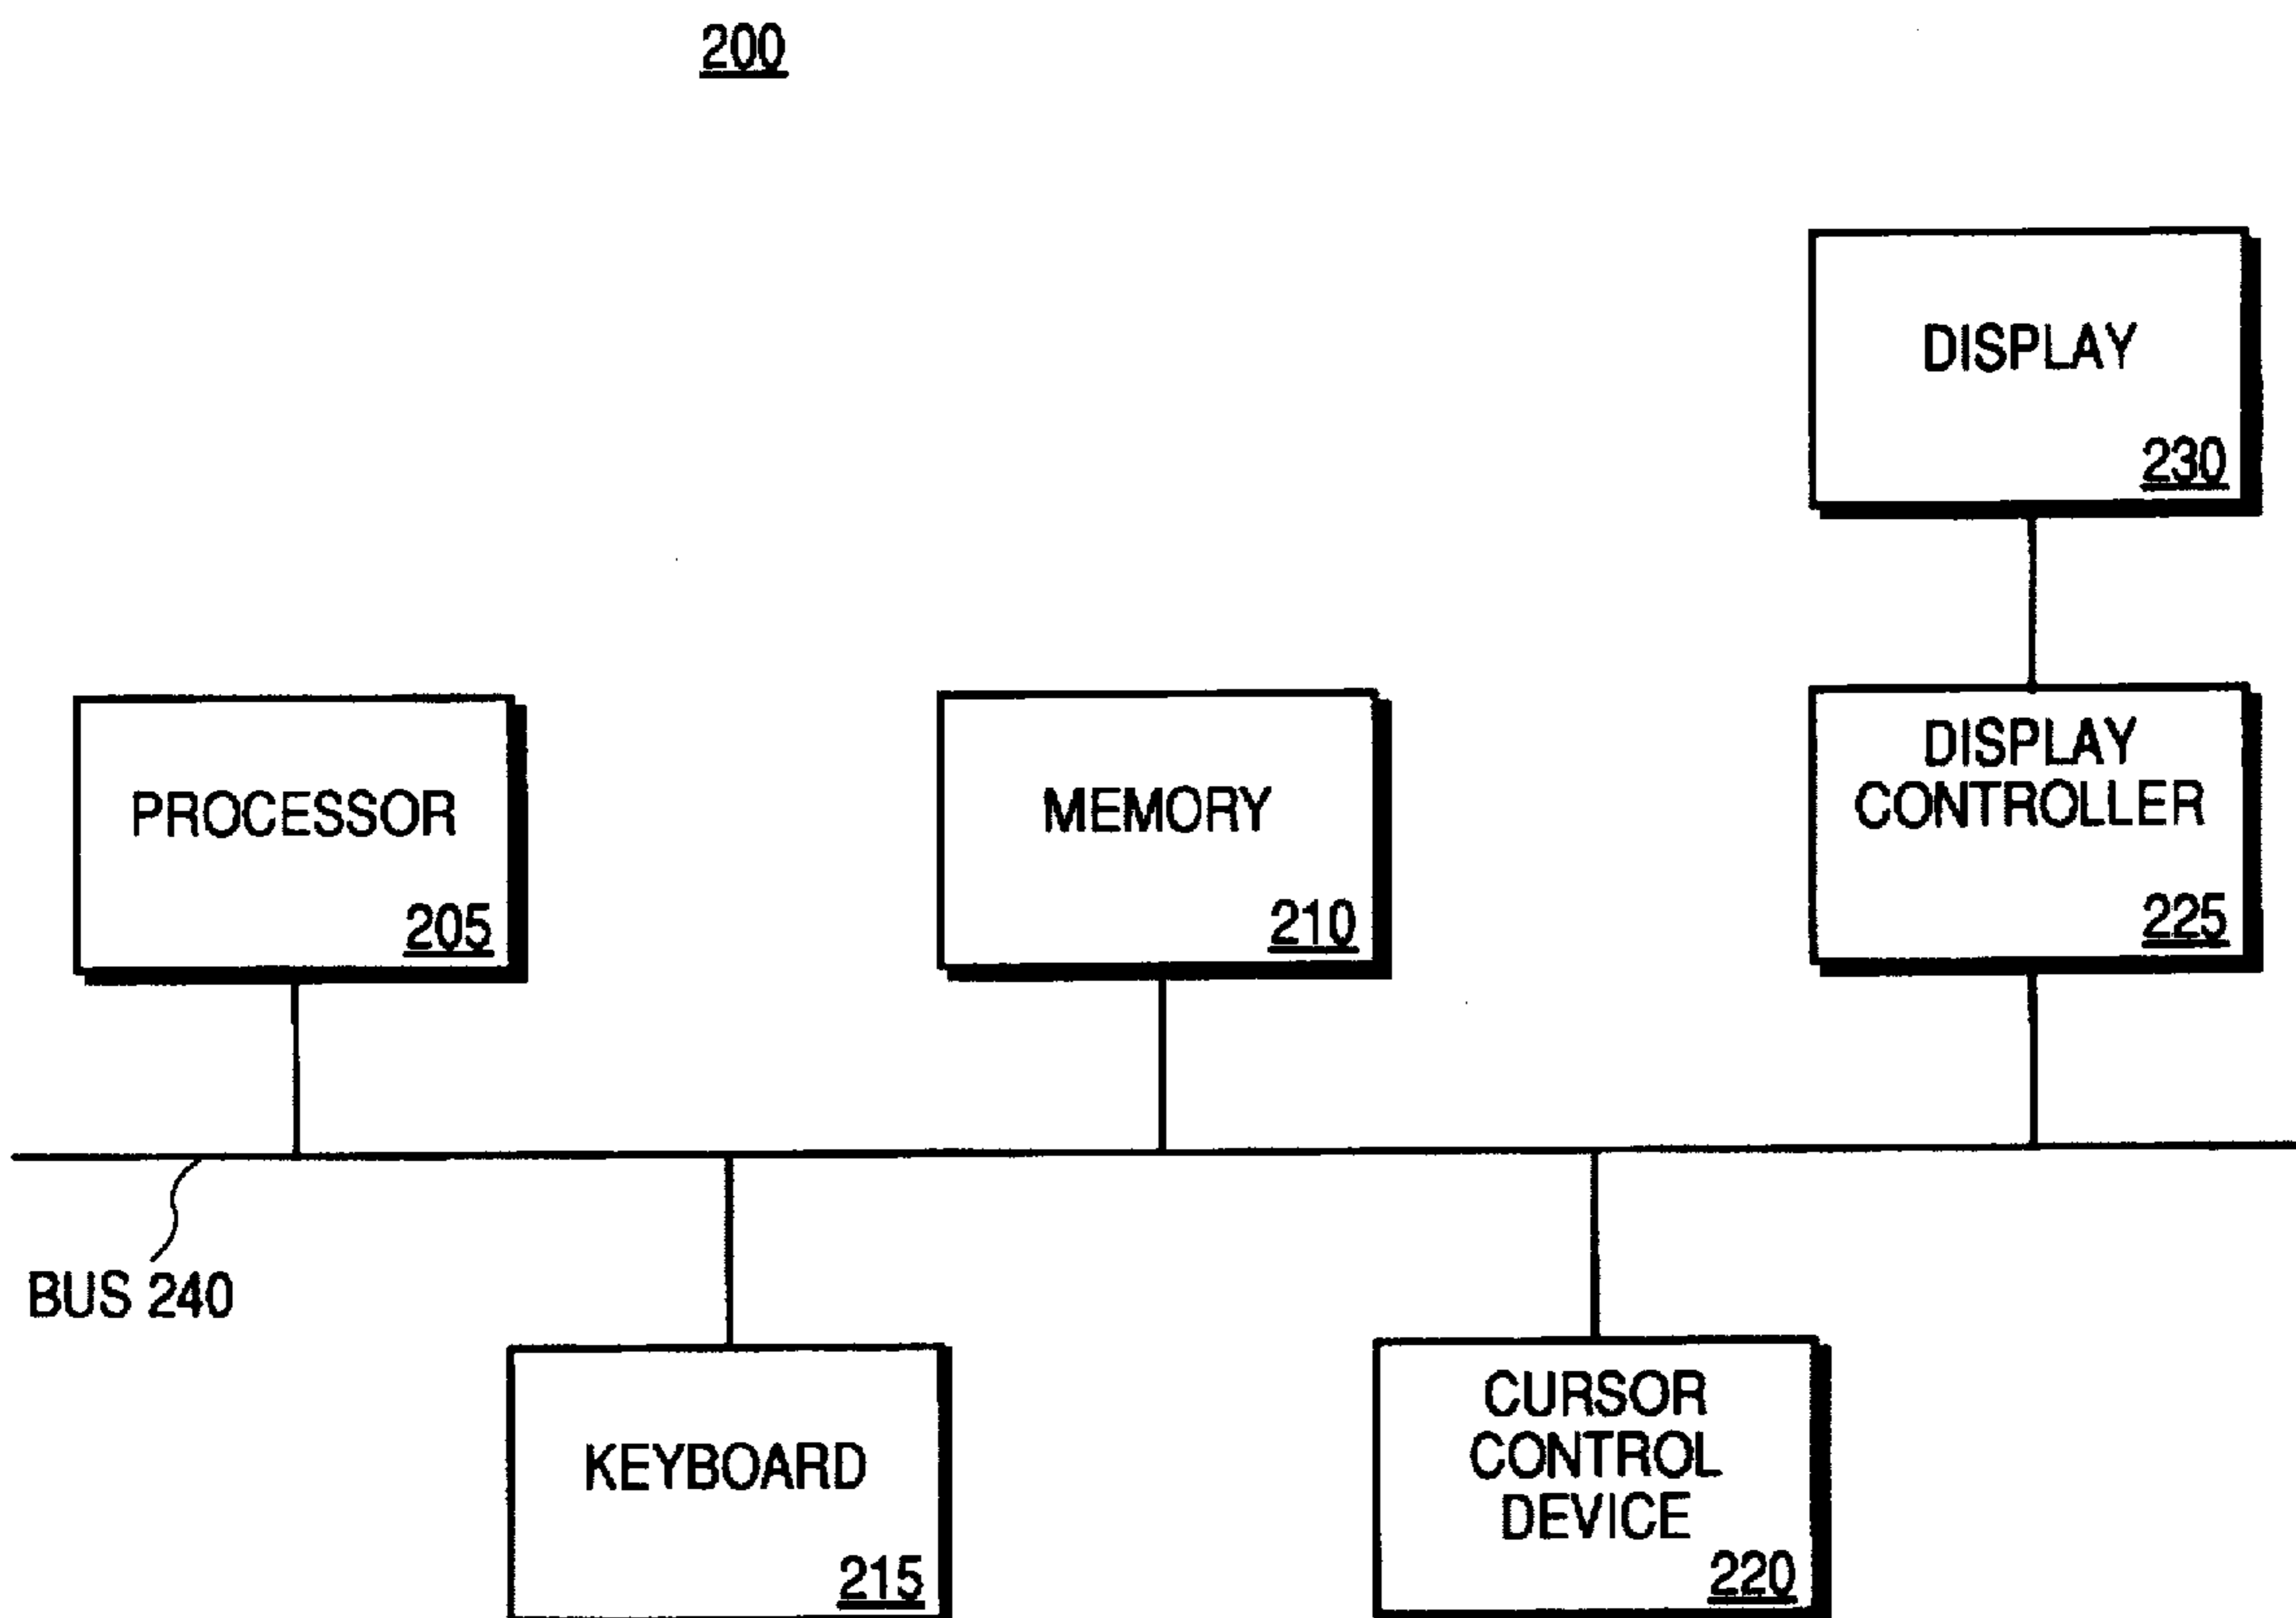 200
DISPLAY
230
PROCESSOR
205
MEMORY
210
DISPLAY
CONTROLLER
225
BUS 240
KEYBOARD
215
CURSOR
CONTROL
DEVICE
220